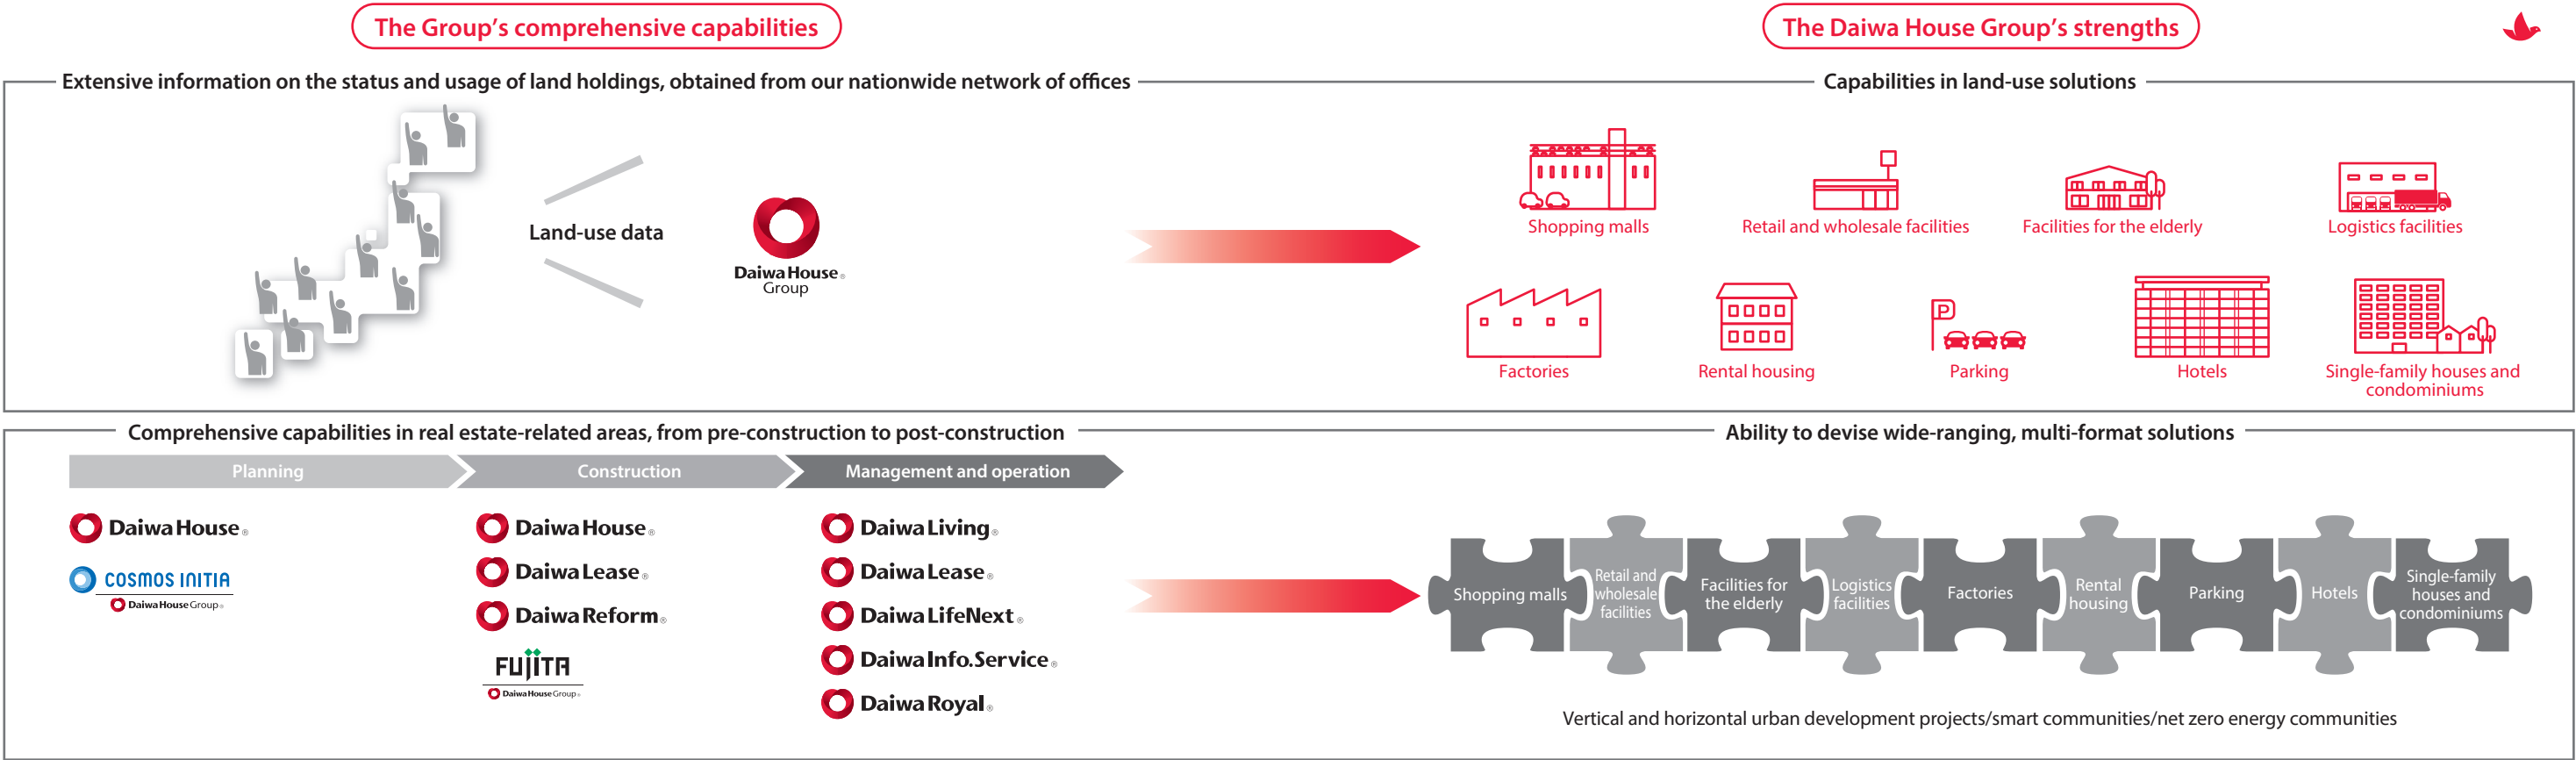 The Group's comprehensive capabilities
The Daiwa House Group's strengths
Extensive information on the status and usage of land holdings, obtained from our nationwide network of offices
Capabilities in land-use solutions
Land-use data
Daiwa House®
Group
Shopping malls
Retail and wholesale facilities
Facilities for the elderly
Logistics facilities
P
Factories
Rental housing
Parking
Hotels
Single-family houses and
condominiums
Comprehensive capabilities in real estate-related areas, from pre-construction to post-construction
Ability to devise wide-ranging, multi-format solutions
Planning
Construction
Management and operation
Daiwa House®
COSMOS INITIA
Daiwa House Group®
Daiwa House®
Daiwa Lease®
Daiwa Reform®
FUJITA
Daiwa House Group®
Daiwa Living®
Daiwa Lease®
Daiwa LifeNext®
Daiwa Info.Service®
Daiwa Royal®
Shopping malls
Retail and
wholesale
facilities
Facilities for
the elderly
Logistics
facilities
Factories
Rental
housing
Parking
Hotels
Single-family
houses and
condominiums
Vertical and horizontal urban development projects/smart communities/net zero energy communities